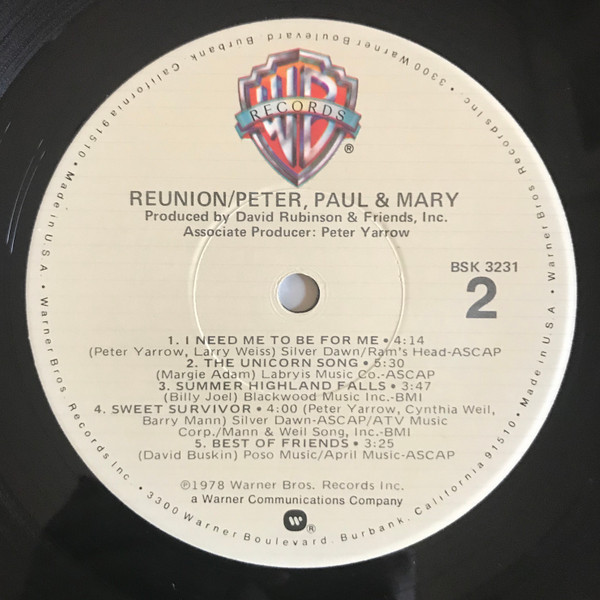 3300 Warner Boulevard, Burbank, California 91510 • Made in U.S.A. • Warner Bros. Records Inc. • 3300 Warner Boulevard, Burbank, California 91510 • Made in U.S.A. • Warner Bros. Records Inc. •
WB
RECORDS
®
REUNION/PETER, PAUL & MARY
Produced by David Rubinson & Friends, Inc.
Associate Producer: Peter Yarrow
BSK 3231
2
1. I NEED ME TO BE FOR ME • 4:14
(Peter Yarrow, Larry Weiss) Silver Dawn/Ram's Head-ASCAP
2. THE UNICORN SONG • 5:30
(Margie Adam) Labryis Music Co.-ASCAP
3. SUMMER HIGHLAND FALLS • 3:47
(Billy Joel) Blackwood Music Inc.-BMI
4. SWEET SURVIVOR • 4:00 (Peter Yarrow, Cynthia Weil,
Barry Mann) Silver Dawn-ASCAP/ATV Music
Corp./Mann & Weil Song, Inc.-BMI
5. BEST OF FRIENDS • 3:25
(David Buskin) Poso Music/April Music-ASCAP
℗1978 Warner Bros. Records Inc.
a Warner Communications Company
®